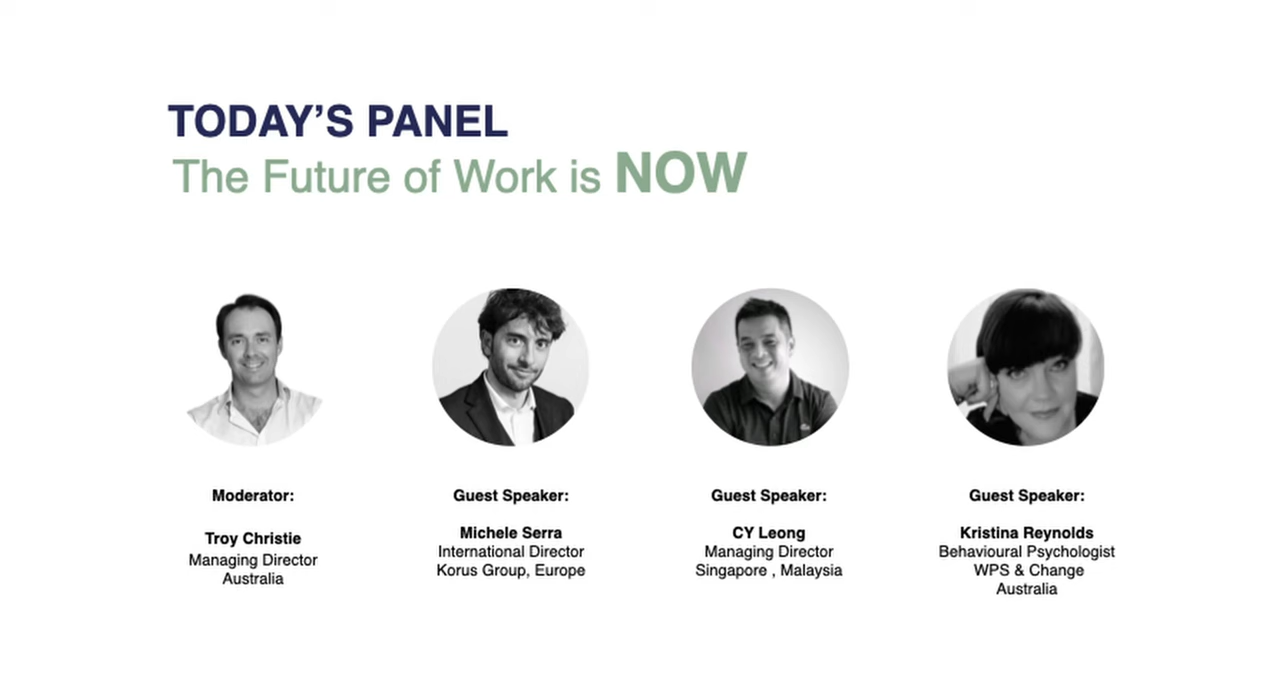 TODAY’S PANEL
The Future of Work is NOW
Moderator:
Troy Christie
Managing Director
Australia
Guest Speaker:
Michele Serra
International Director
Korus Group, Europe
Guest Speaker:
CY Leong
Managing Director
Singapore , Malaysia
Guest Speaker:
Kristina Reynolds
Behavioural Psychologist
WPS & Change
Australia